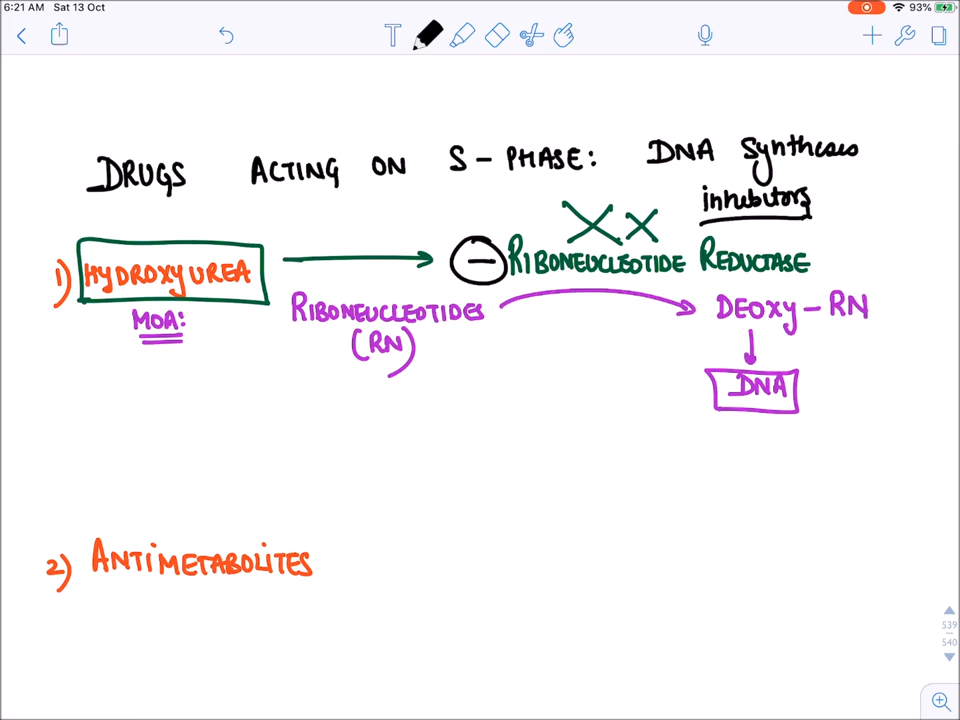 6:21 AM Sat 13 Oct 93%
T
DRUGS ACTING ON S-PHASE: DNA Syntheses
inhibitors
1) HYDROXYUREA → − RIBONEUCLEOTIDE REDUCTASE
MOA: RIBONEUCLEOTIDES → DEOXY-RN
(RN)
DNA
2) ANTIMETABOLITES
539
540